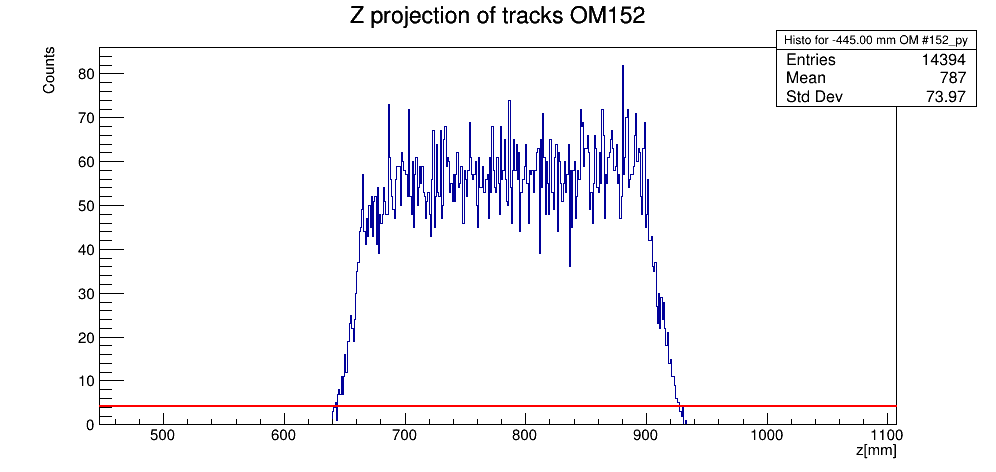 Z projection of tracks OM152
Histo for -445.00 mm OM #152_py
Entries 14394
Mean 787
Std Dev 73.97
Counts
80
70
60
50
40
30
20
10
0
500 600 700 800 900 1000 1100
z[mm]